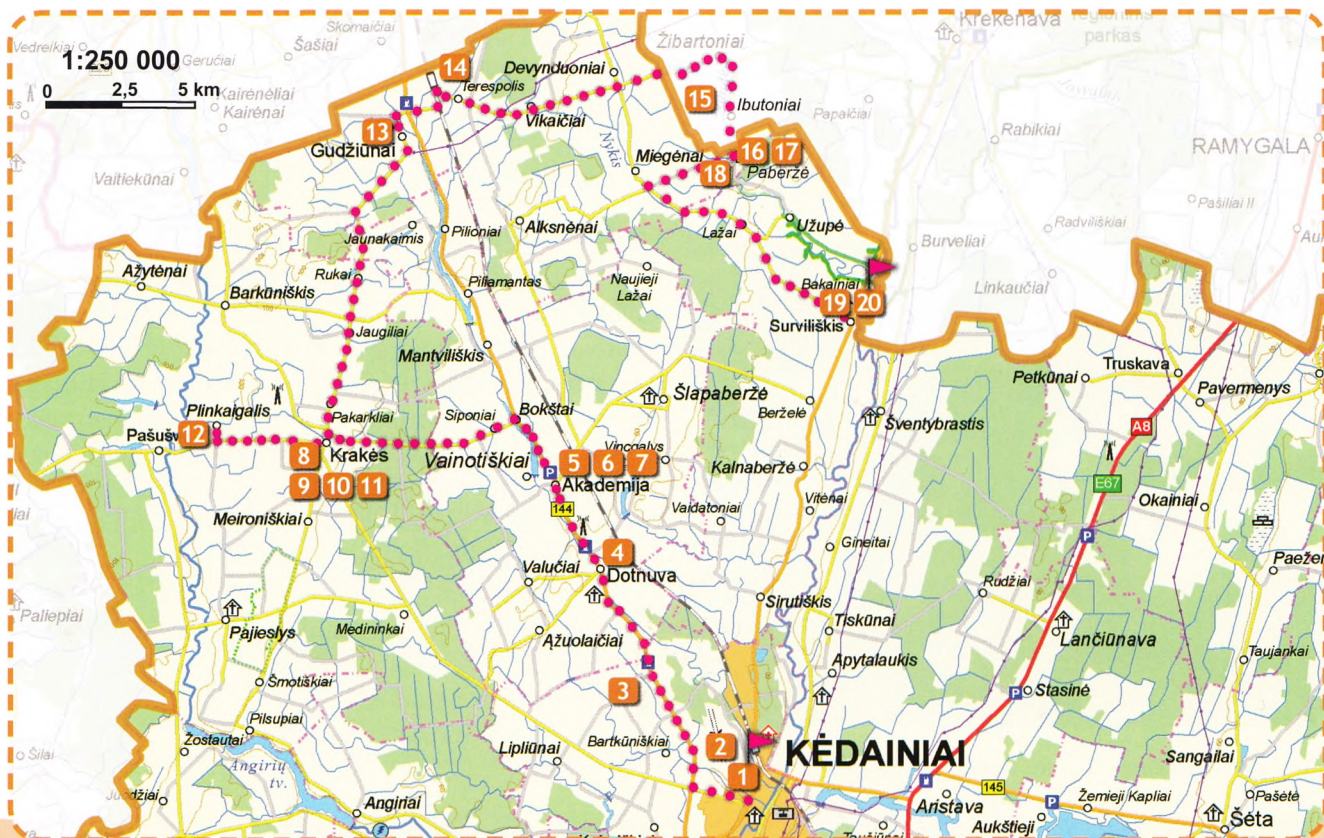 Krekenava
regioninis
parkas
Skomaičiai
Vedreikiai
Šašiai
Žibartoniai
1:250 000
Geručiai
0 2,5 5 km
14
Devynduoniai
Terespolis
Kairėnėliai
Kairėnai
15
Ibutoniai
Papalčiai
Vikaičiai
Rabikiai
13
Gudžiūnai
Nykis
Miegėnai
16 17
RAMYGALA
Vaitiekūnai
18
Paberžė
Pašiliai II
Užupė
Radviliškiai
Jaunakaimis
Pilioniai
Alksnėnai
Lažai
Burveliai
Ažytėnai
Rukai
Naujieji
Lažai
Bakainiai
Linkaučiai
Barkūniškis
Piliamantas
19 20
Surviliškis
Jaugiliai
Mantviliškis
Truskava
Petkūnai
Pavermenys
Šlapaberžė
Berželė
Plinkaigalis
Pakarkliai
Siponiai
Bokštai
Šventybrastis
A8
12
8
Krakės
Vainotiškiai
5 6 7
Kalnaberžė
9 10 11
P
Akademija
E67
Meironiškiai
144
Vaidatoniai
Vitėnai
Okainiai
P
4
Gineitai
Valučiai
Dotnuva
Rudžiai
Sirutiškis
Paliepiai
Pajieslys
Medininkai
Ąžuolaičiai
Tiskūnai
Lančiūnava
Apytalaukis
Taujankai
Šmotiškiai
3
P
Stasinė
Pilsupiai
2
Šilai
Žostautai
Lipliūnai
Bartkūniškiai
KĖDAINIAI
Sangailai
Angirių
tv.
1
145
Aristava
P
Žemieji Kapliai
Pašėtė
Angiriai
Aukštieji
Šėta